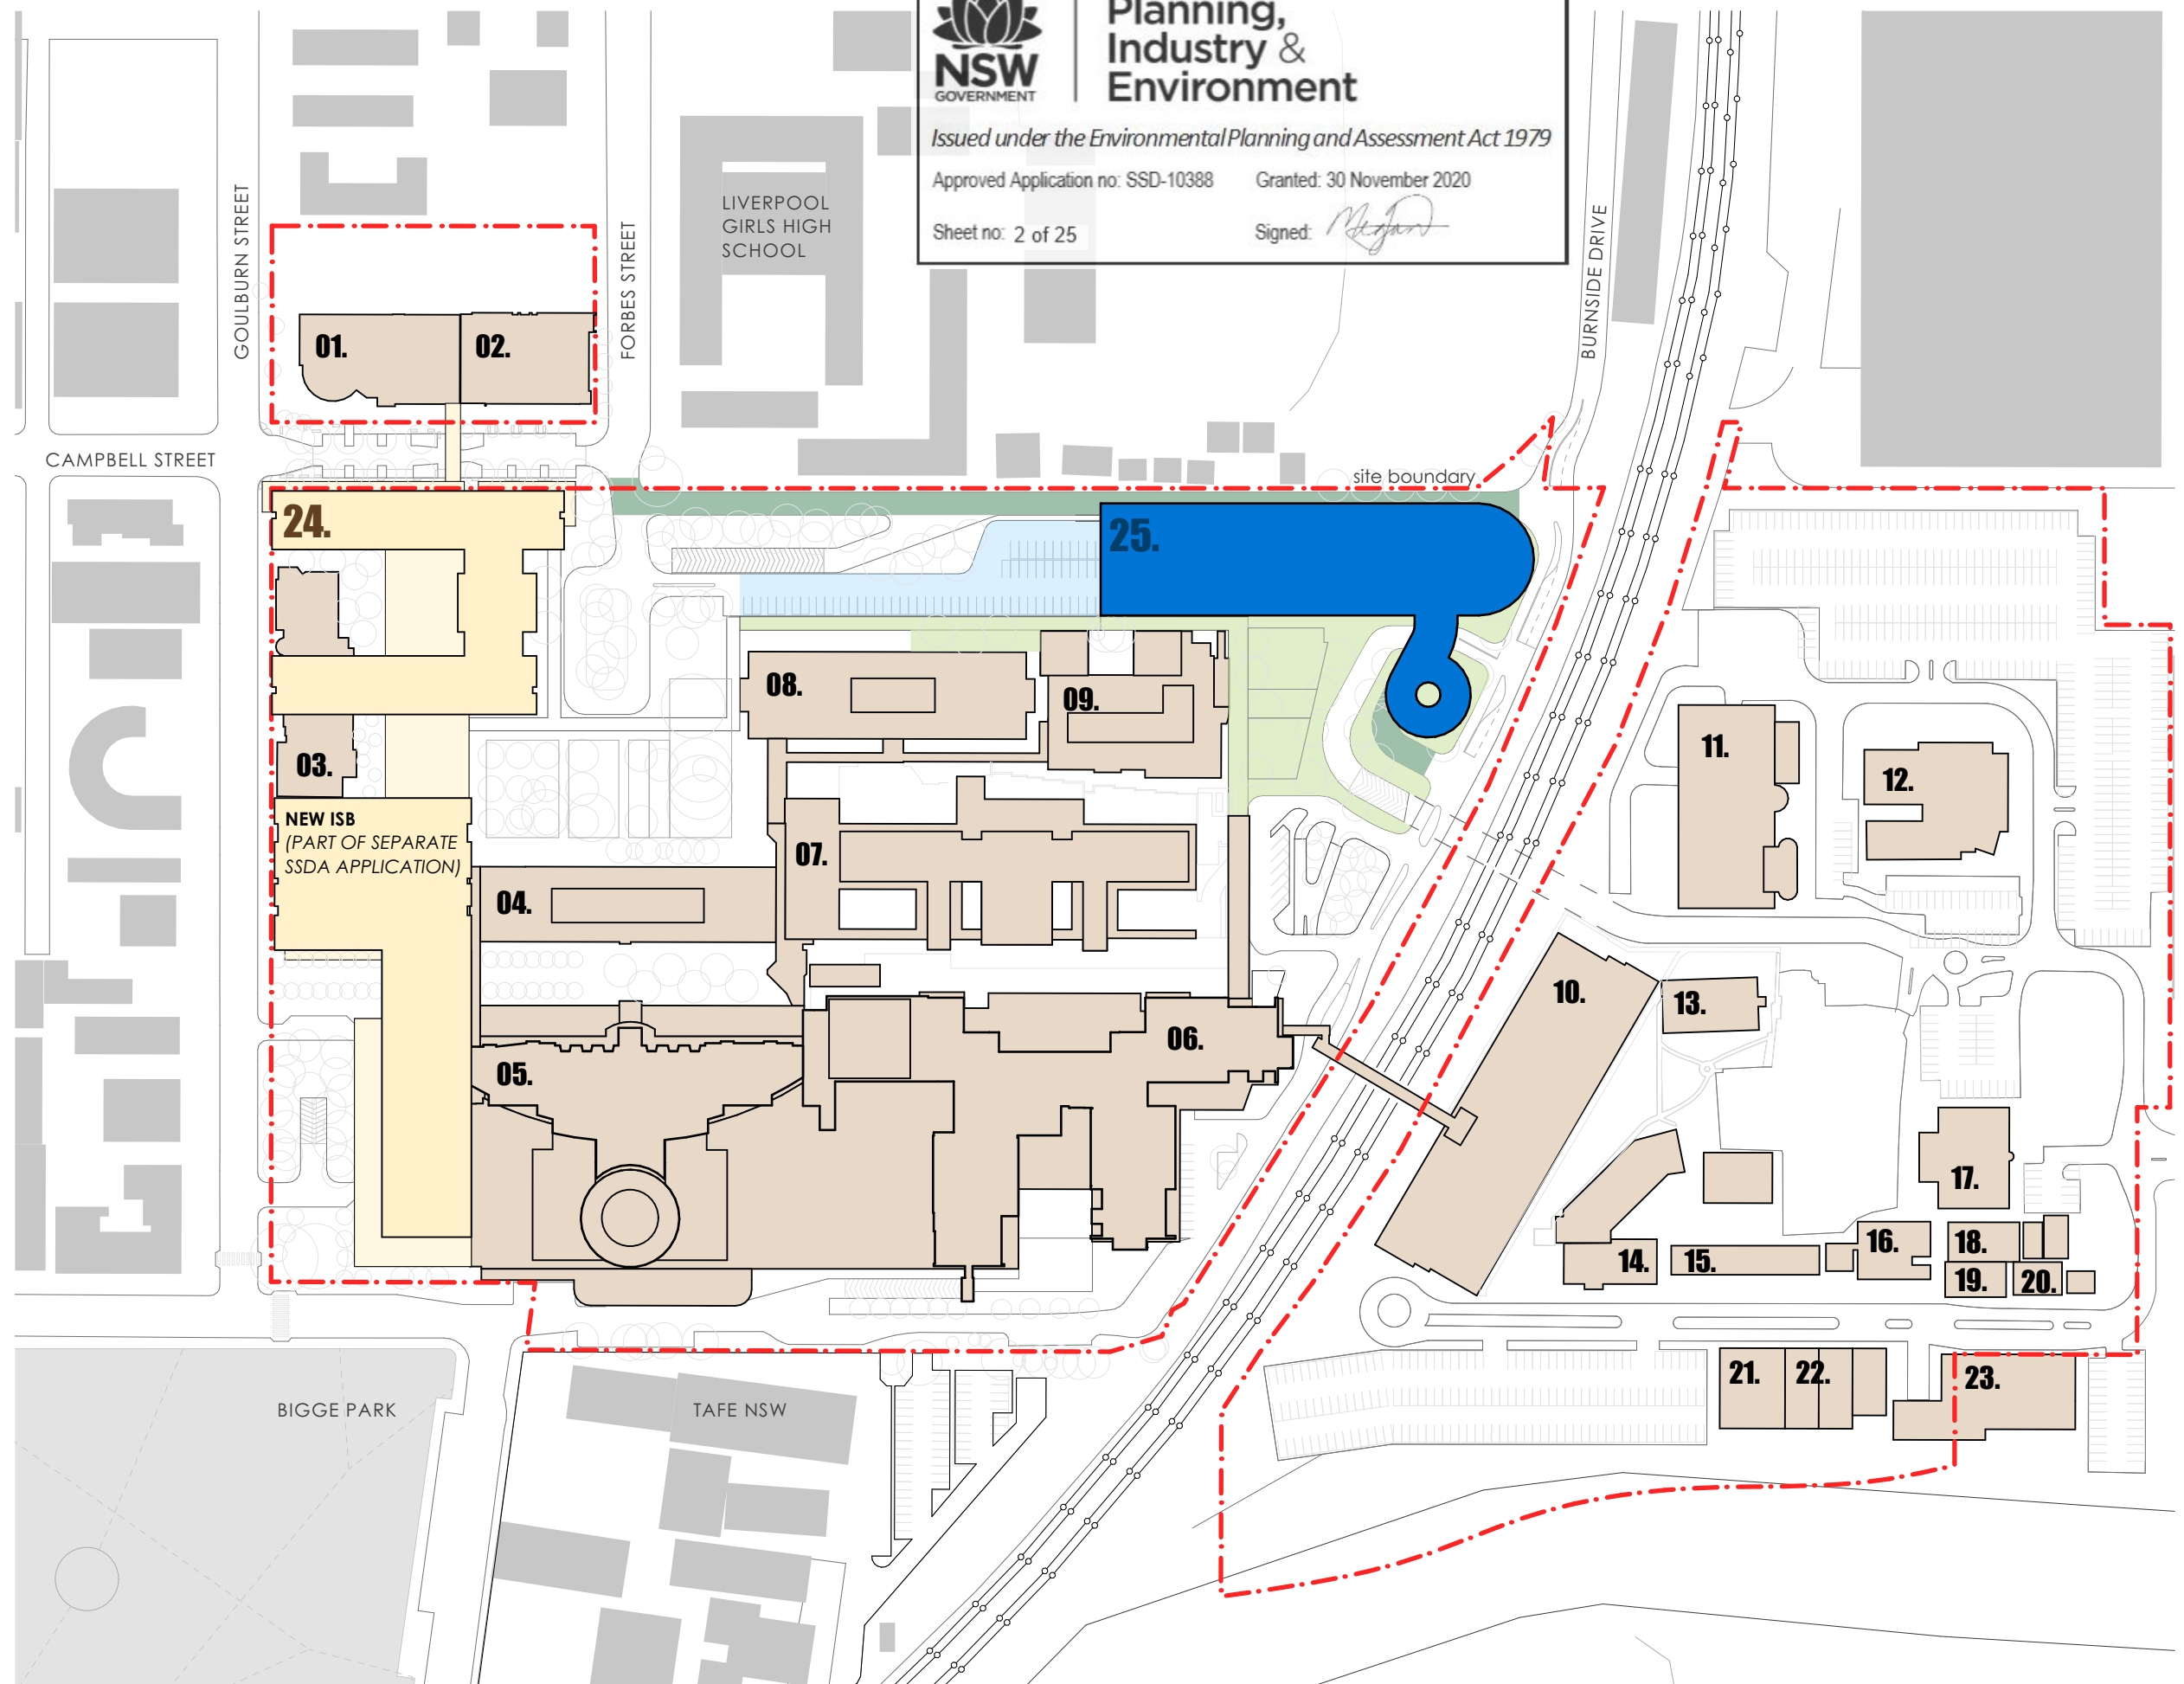 Planning,
Industry &
Environment
NSW
GOVERNMENT
Issued under the Environmental Planning and Assessment Act 1979
Approved Application no: SSD-10388 Granted: 30 November 2020
Sheet no: 2 of 25 Signed:
GOULBURN STREET
FORBES STREET
LIVERPOOL
GIRLS HIGH
SCHOOL
BURNSIDE DRIVE
01.
02.
CAMPBELL STREET
site boundary
24.
25.
08.
09.
03.
11.
12.
NEW ISB
(PART OF SEPARATE
SSDA APPLICATION)
07.
04.
10.
13.
06.
05.
17.
14.
15.
16.
18.
19.
20.
21.
22.
23.
BIGGE PARK
TAFE NSW